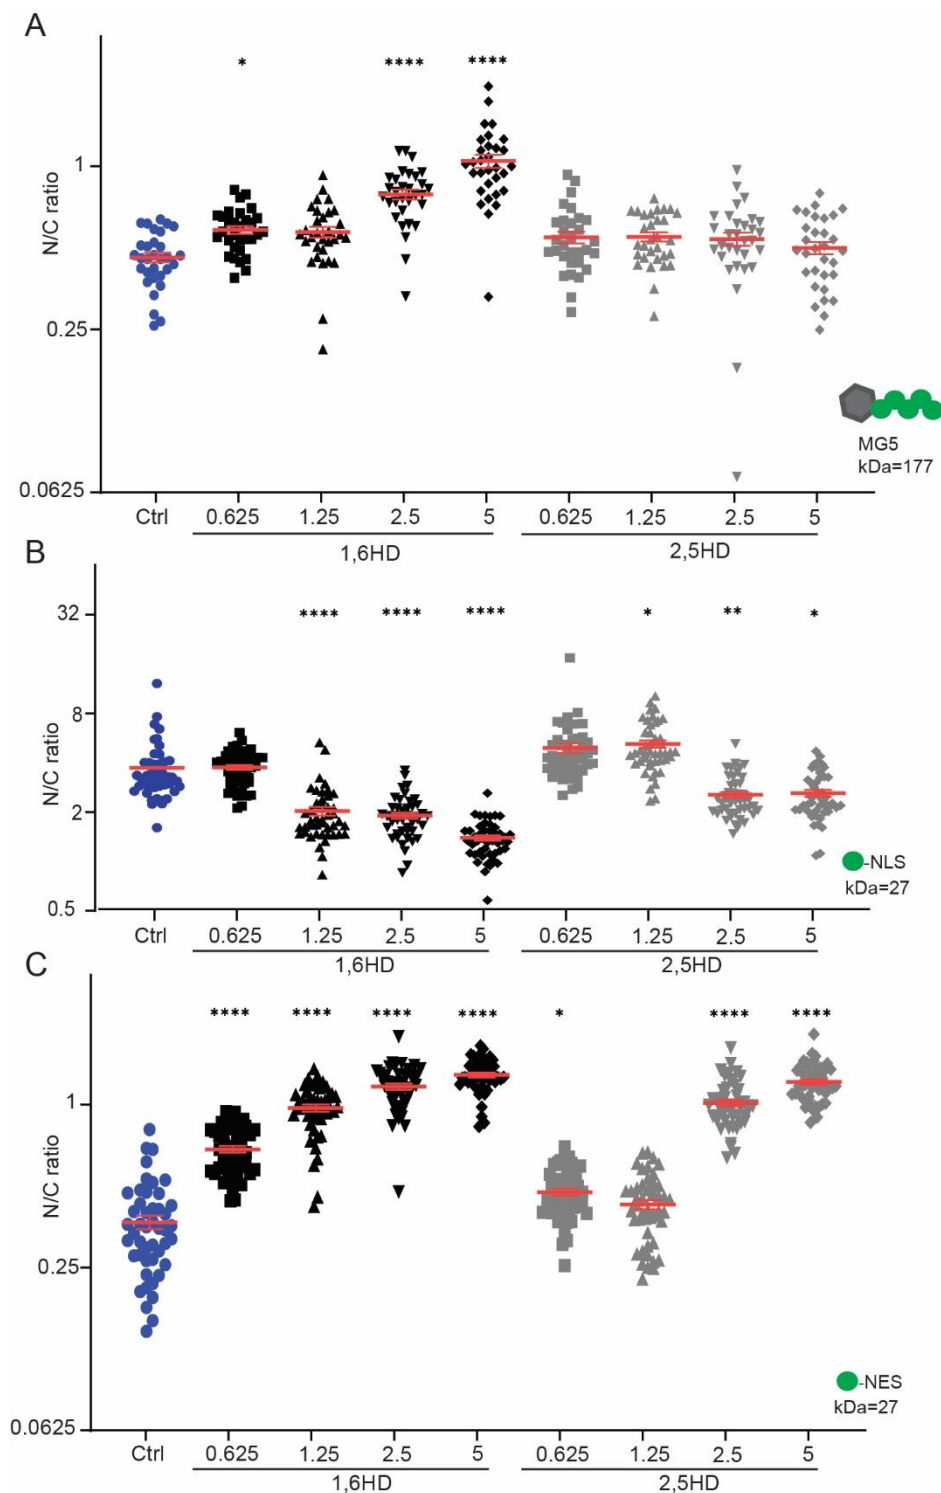 A
* **** ****
N/C ratio
1
0.25
0.0625
MG5
kDa=177
Ctrl 0.625 1.25 2.5 5 0.625 1.25 2.5 5
1,6HD 2,5HD
B
32
**** **** **** * ** *
N/C ratio
8
2
0.5
-NLS
kDa=27
Ctrl 0.625 1.25 2.5 5 0.625 1.25 2.5 5
1,6HD 2,5HD
C
**** **** **** **** * **** ****
N/C ratio
1
0.25
0.0625
-NES
kDa=27
Ctrl 0.625 1.25 2.5 5 0.625 1.25 2.5 5
1,6HD 2,5HD